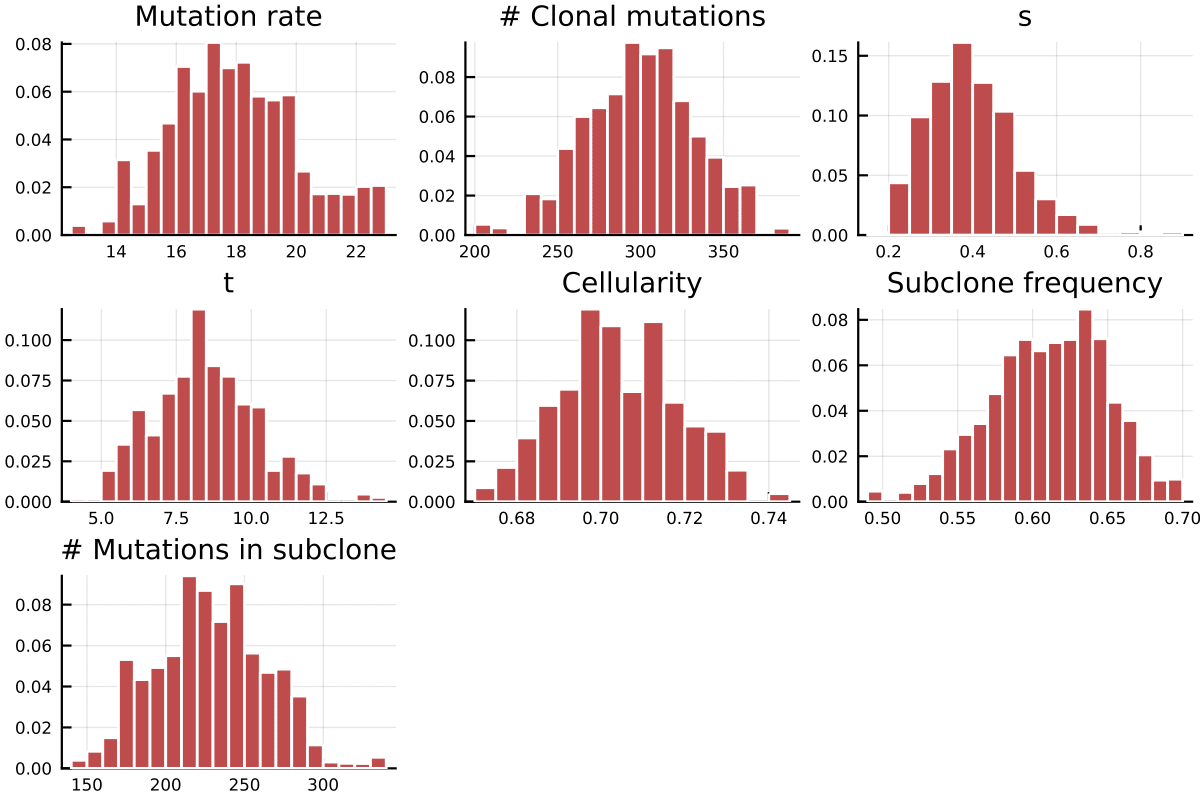 Mutation rate
0.08
0.06
0.04
0.02
0.00
14 16 18 20 22
# Clonal mutations
0.08
0.06
0.04
0.02
0.00
200 250 300 350
s
0.15
0.10
0.05
0.00
0.2 0.4 0.6 0.8
t
0.100
0.075
0.050
0.025
0.000
5.0 7.5 10.0 12.5
Cellularity
0.100
0.075
0.050
0.025
0.000
0.68 0.70 0.72 0.74
Subclone frequency
0.08
0.06
0.04
0.02
0.00
0.50 0.55 0.60 0.65 0.70
# Mutations in subclone
0.08
0.06
0.04
0.02
0.00
150 200 250 300